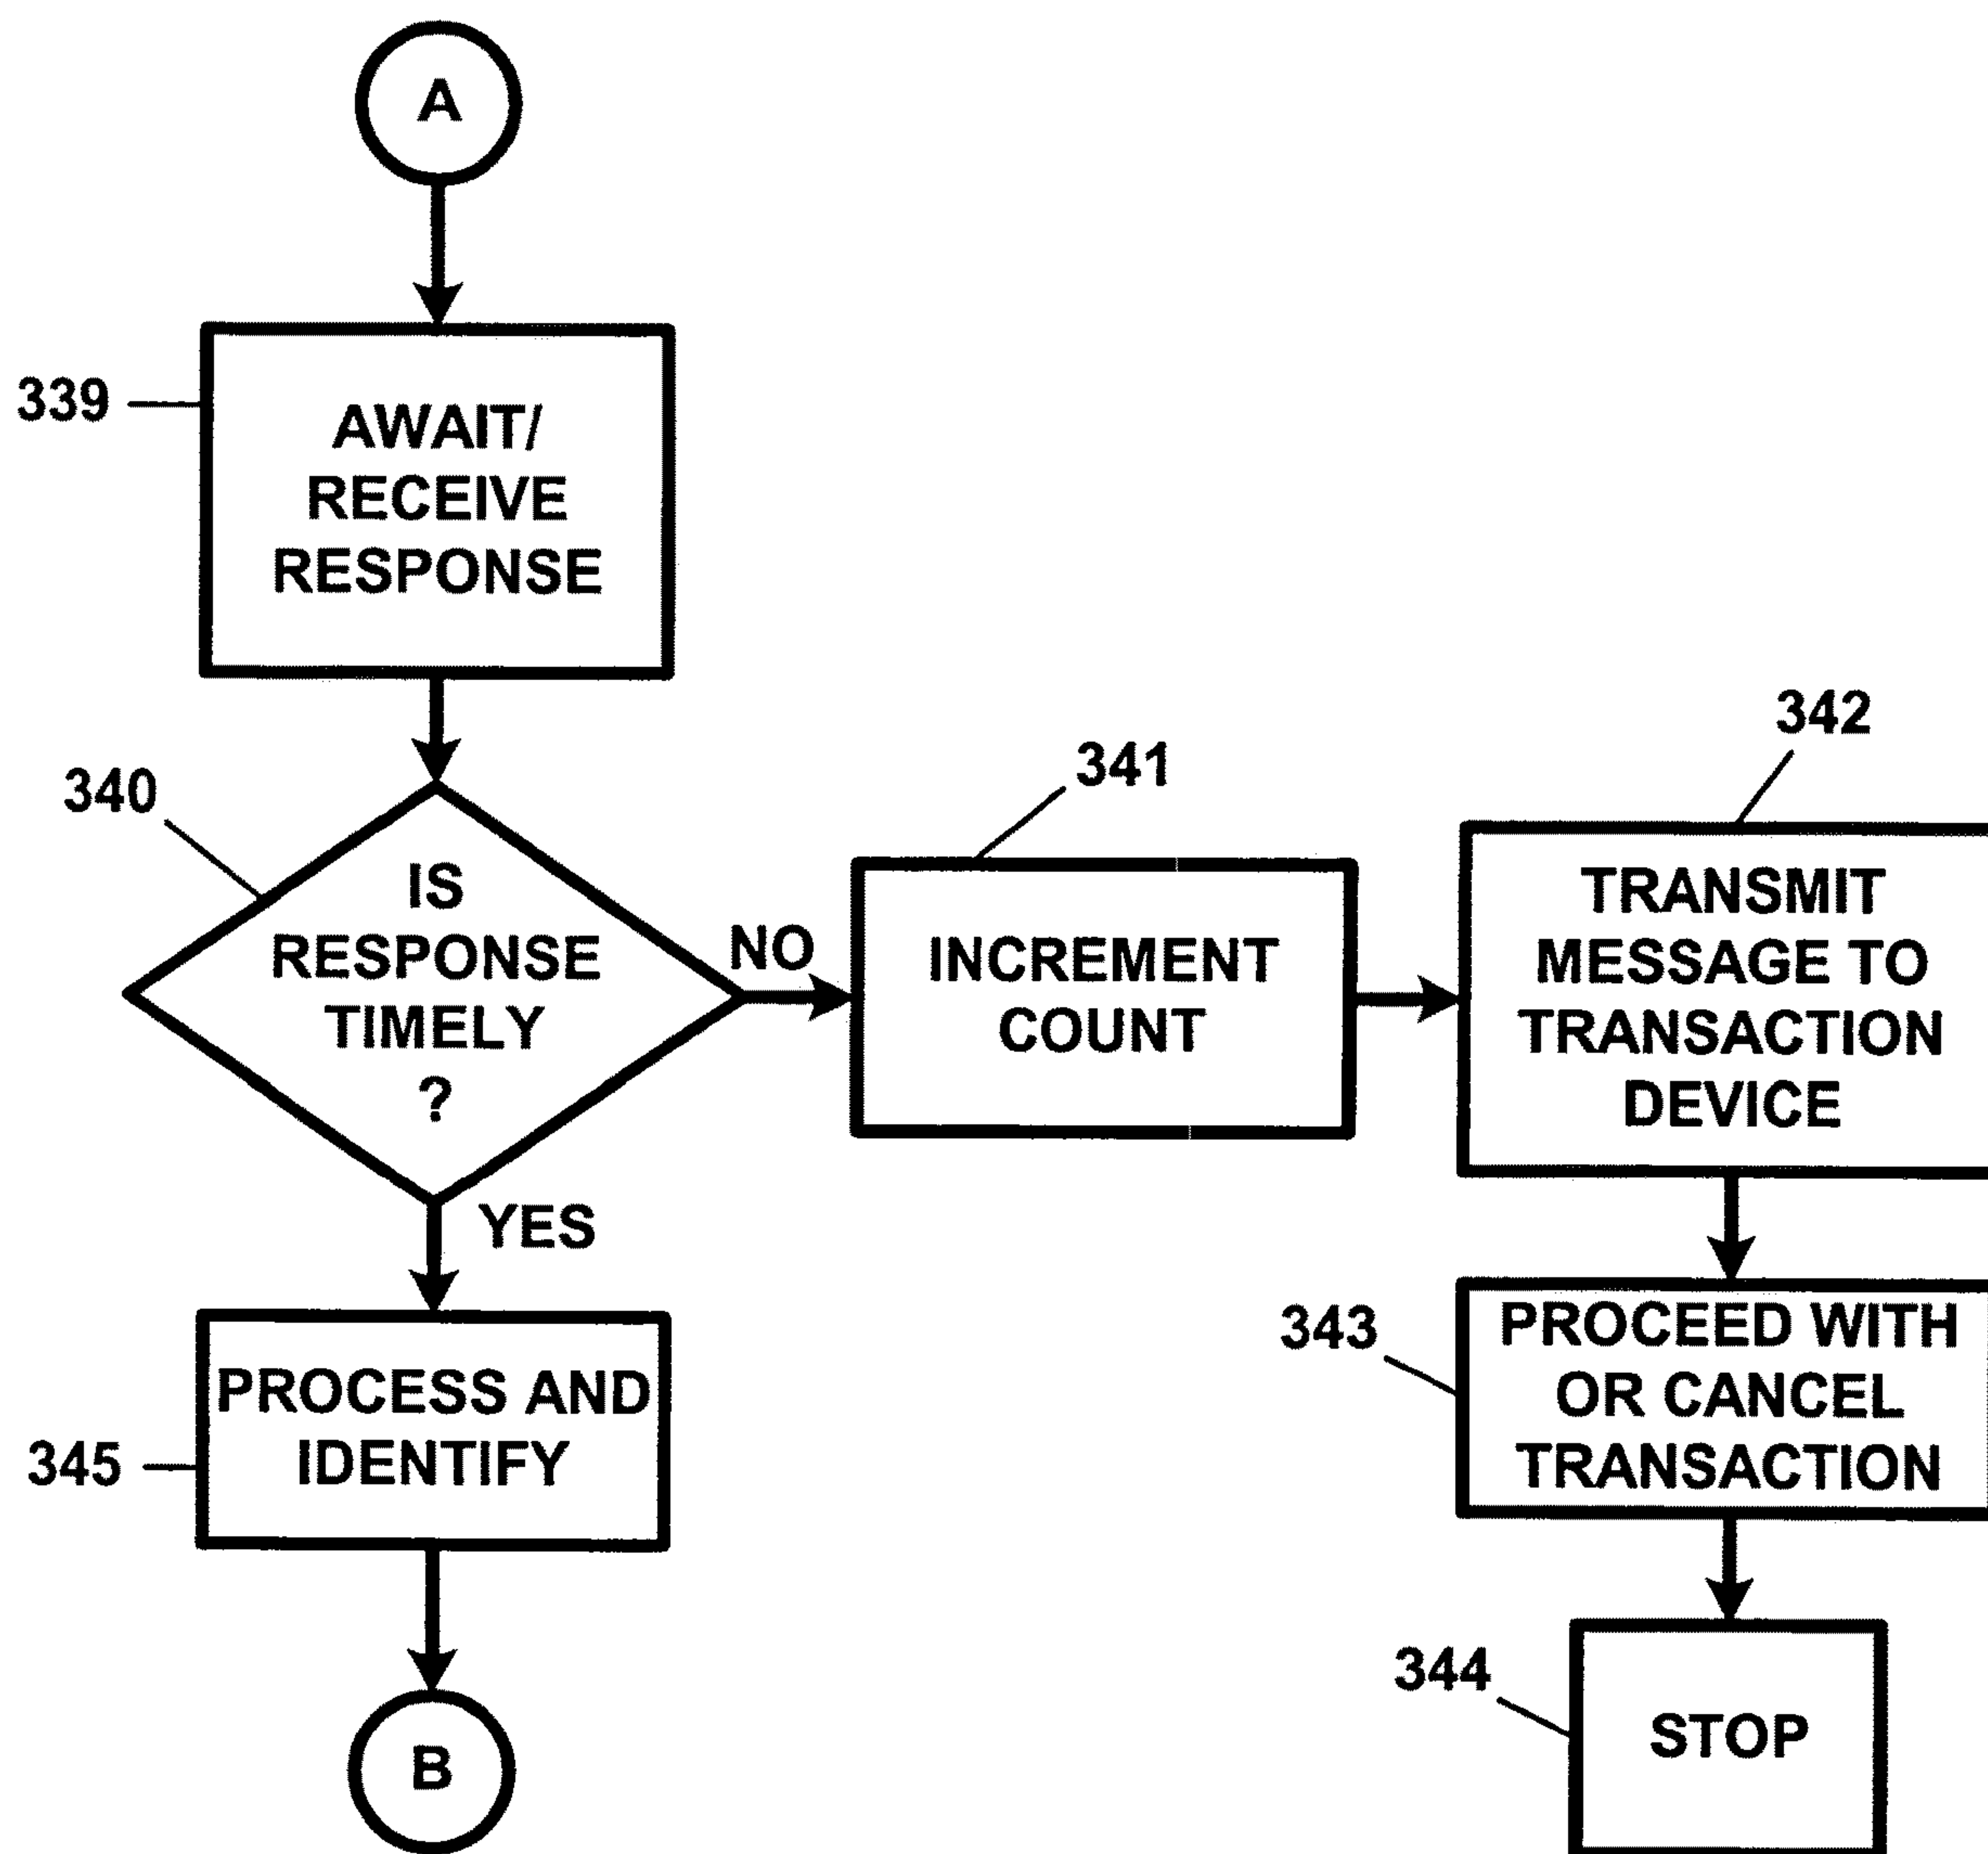 A
339
AWAIT/
RECEIVE
RESPONSE
340
IS
RESPONSE
TIMELY
?
NO
YES
341
INCREMENT
COUNT
342
TRANSMIT
MESSAGE TO
TRANSACTION
DEVICE
343
PROCEED WITH
OR CANCEL
TRANSACTION
344
STOP
345
PROCESS AND
IDENTIFY
B